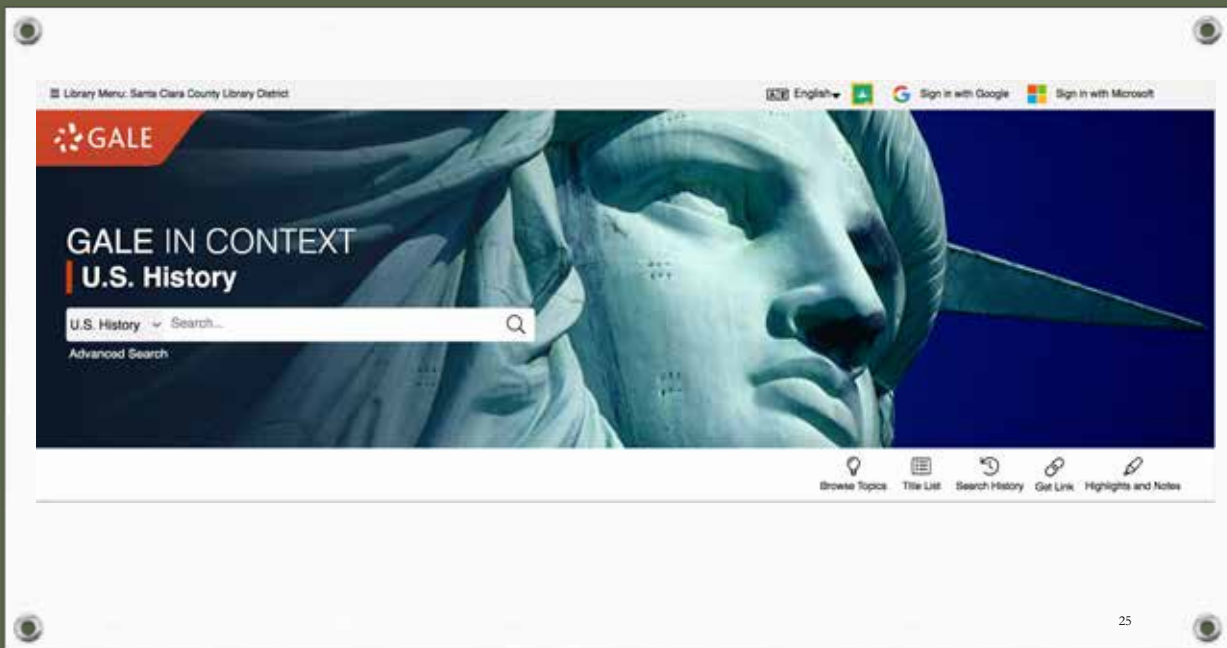 Library Menu: Santa Clara County Library District
English
Sign in with Google
Sign in with Microsoft
GALE
GALE IN CONTEXT
U.S. History
U.S. History Search...
Advanced Search
Browse Topics Title List Search History Get Link Highlights and Notes
25